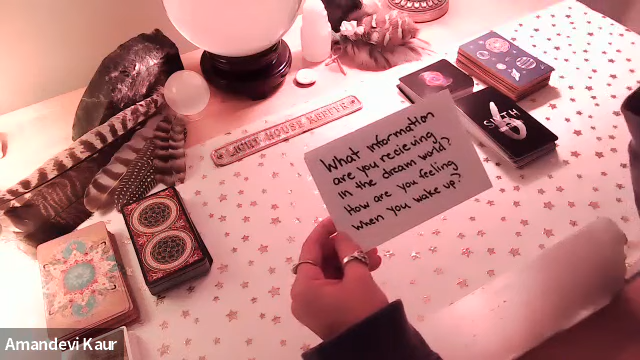 LIGHT HOUSE KEEPER
What information
are you recieving
in the dream world?
How are you feeling
when you wake up?
Amandevi Kaur